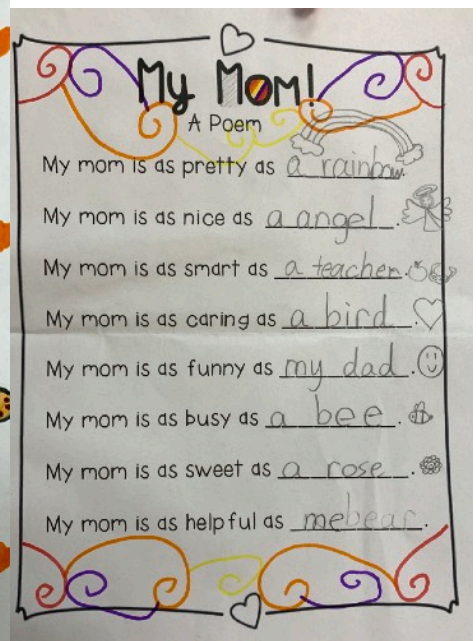 My Mom!
A Poem
My mom is as pretty as a rainbow.
My mom is as nice as a angel.
My mom is as smart as a teacher.
My mom is as caring as a bird.
My mom is as funny as my dad.
My mom is as busy as a bee.
My mom is as sweet as a rose.
My mom is as helpful as me.